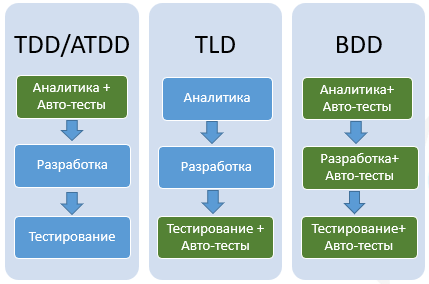 TDD/ATDD
Аналитика +
Авто-тесты
Разработка
Тестирование
TLD
Аналитика
Разработка
Тестирование +
Авто-тесты
BDD
Аналитика+
Авто-тесты
Разработка+
Авто-тесты
Тестирование+
Авто-тесты